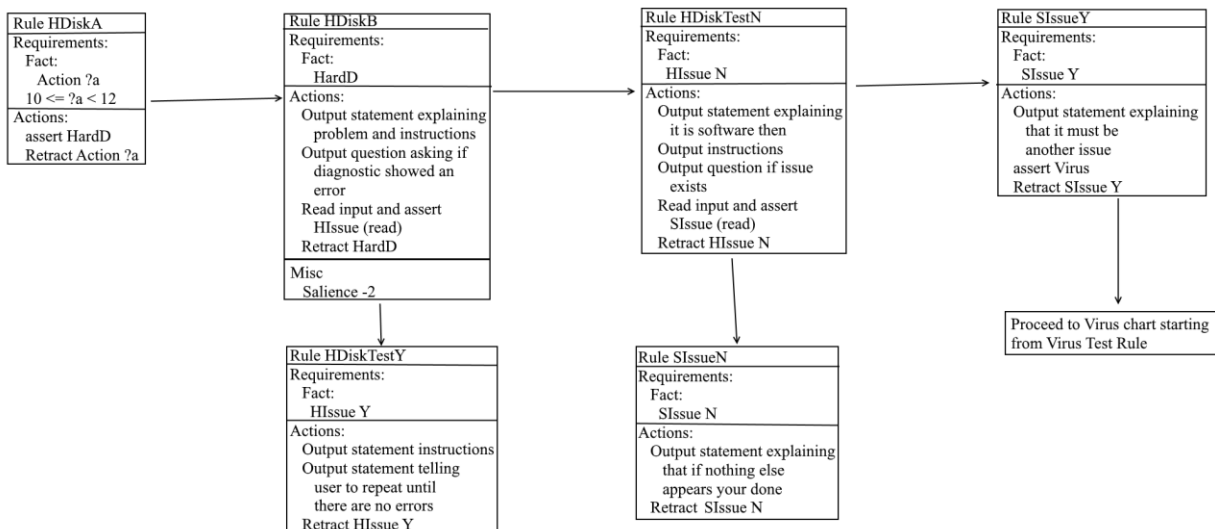 Rule HDiskA
Requirements:
Fact:
Action ?a
10 <= ?a < 12
Actions:
assert HardD
Retract Action ?a
Rule HDiskB
Requirements:
Fact:
HardD
Actions:
Output statement explaining
problem and instructions
Output question asking if
diagnostic showed an
error
Read input and assert
HIssue (read)
Retract HardD
Misc
Salience -2
Rule HDiskTestY
Requirements:
Fact:
HIssue Y
Actions:
Output statement instructions
Output statement telling
user to repeat until
there are no errors
Retract HIssue Y
Rule HDiskTestN
Requirements:
Fact:
HIssue N
Actions:
Output statement explaining
it is software then
Output instructions
Output question if issue
exists
Read input and assert
SIssue (read)
Retract HIssue N
Rule SIssueN
Requirements:
Fact:
SIssue N
Actions:
Output statement explaining
that if nothing else
appears your done
Retract SIssue N
Rule SIssueY
Requirements:
Fact:
SIssue Y
Actions:
Output statement explaining
that it must be
another issue
assert Virus
Retract SIssue Y
Proceed to Virus chart starting
from Virus Test Rule